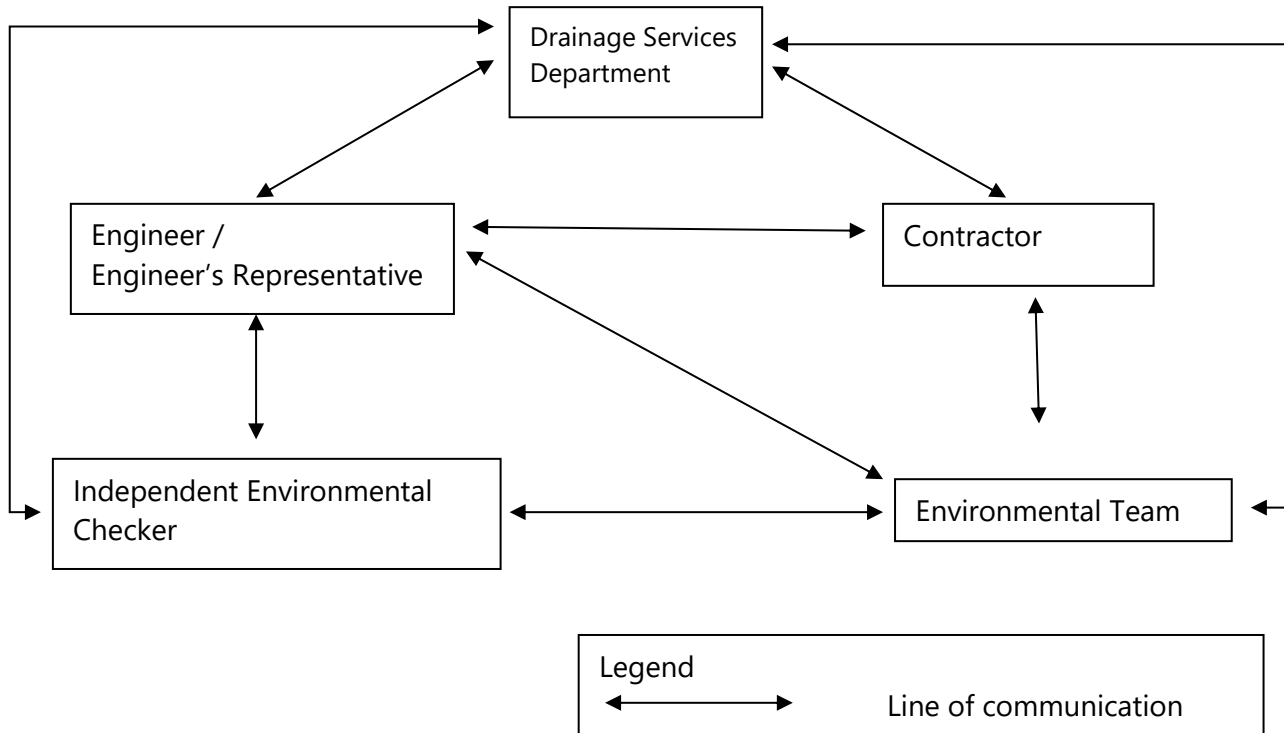 Drainage Services
Department
Engineer /
Engineer’s Representative
Contractor
Independent Environmental
Checker
Environmental Team
Legend
Line of communication